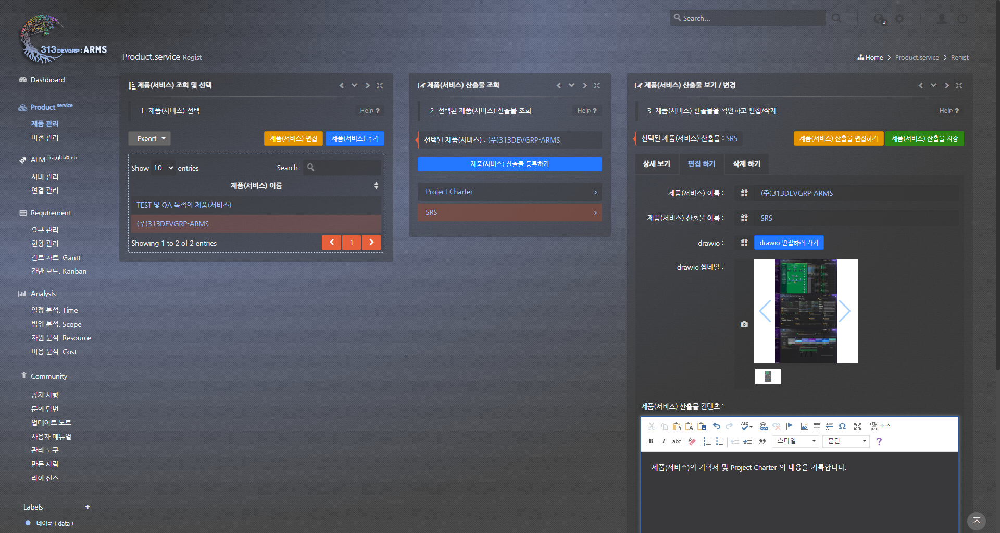 Search...
3
313 DEVGRP : ARMS
Product.service Regist
Home > Product.service > Regist
Dashboard
Product service
제품 관리
버전 관리
ALM jira,gitlab,etc.
서버 관리
연결 관리
Requirement
요구 관리
현황 관리
간트 차트. Gantt
칸반 보드. Kanban
Analysis
일정 분석. Time
범위 분석. Scope
자원 분석. Resource
비용 분석. Cost
Community
공지 사항
문의 답변
업데이트 노트
사용자 메뉴얼
관리 도구
만든 사람
라이 선스
Labels +
데이터 ( data )
제품(서비스) 조회 및 선택
1. 제품(서비스) 선택
Help ?
Export
제품(서비스) 편집
제품(서비스) 추가
Show 10 entries
Search:
제품(서비스) 이름
TEST 및 QA 목적의 제품(서비스)
(주)313DEVGRP-ARMS
Showing 1 to 2 of 2 entries
1
제품(서비스) 산출물 조회
2. 선택된 제품(서비스) 산출물 조회
Help ?
선택된 제품(서비스) : (주)313DEVGRP-ARMS
제품(서비스) 산출물 등록하기
Project Charter
SRS
제품(서비스) 산출물 보기 / 변경
3. 제품(서비스) 산출물을 확인하고 편집/삭제
Help ?
선택된 제품(서비스) 산출물 : SRS
제품(서비스) 산출물 편집하기
제품(서비스) 산출물 저장
상세 보기
편집 하기
삭제 하기
제품(서비스) 이름 :
(주)313DEVGRP-ARMS
제품(서비스) 산출물 이름 :
SRS
drawio :
drawio 편집하러 가기
drawio 썸네일 :
1 / 1
제품(서비스) 산출물 컨텐츠 :
소스
B I abc
스타일
문단
?
제품(서비스)의 기획서 및 Project Charter 의 내용을 기록합니다.